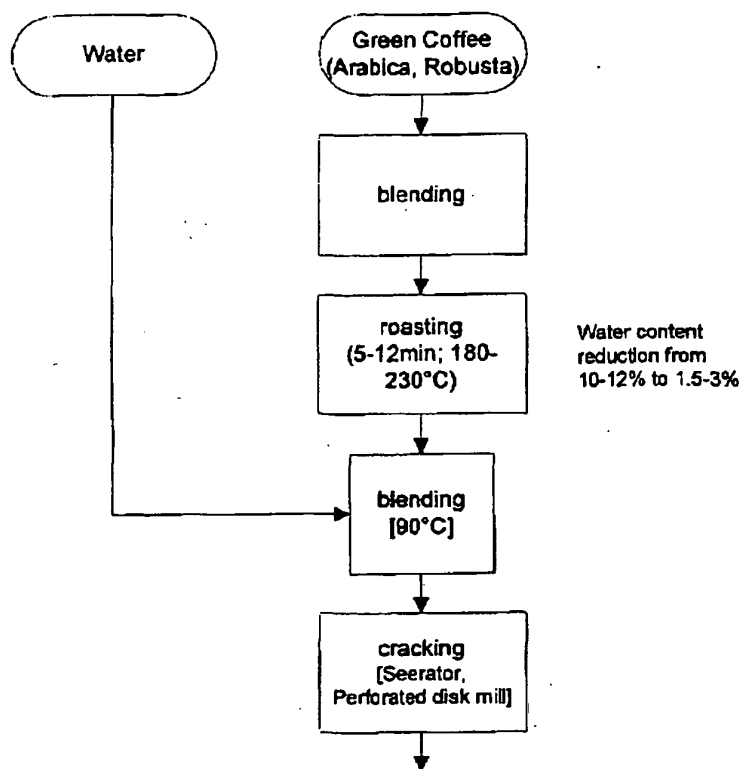 Water
Green Coffee
(Arabica, Robusta)
blending
roasting
(5-12min; 180-
230°C)
Water content
reduction from
10-12% to 1.5-3%
blending
[90°C]
cracking
[Seerator,
Perforated disk mill]